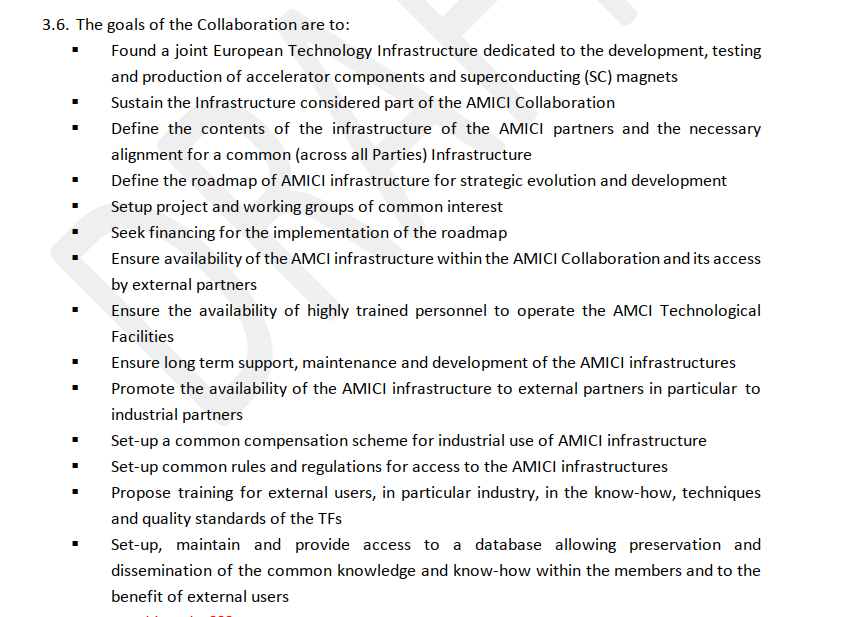 3.6. The goals of the Collaboration are to:
▪ Found a joint European Technology Infrastructure dedicated to the development, testing
and production of accelerator components and superconducting (SC) magnets
▪ Sustain the Infrastructure considered part of the AMICI Collaboration
▪ Define the contents of the infrastructure of the AMICI partners and the necessary
alignment for a common (across all Parties) Infrastructure
▪ Define the roadmap of AMICI infrastructure for strategic evolution and development
▪ Setup project and working groups of common interest
▪ Seek financing for the implementation of the roadmap
▪ Ensure availability of the AMCI infrastructure within the AMICI Collaboration and its access
by external partners
▪ Ensure the availability of highly trained personnel to operate the AMCI Technological
Facilities
▪ Ensure long term support, maintenance and development of the AMICI infrastructures
▪ Promote the availability of the AMICI infrastructure to external partners in particular to
industrial partners
▪ Set-up a common compensation scheme for industrial use of AMICI infrastructure
▪ Set-up common rules and regulations for access to the AMICI infrastructures
▪ Propose training for external users, in particular industry, in the know-how, techniques
and quality standards of the TFs
▪ Set-up, maintain and provide access to a database allowing preservation and
dissemination of the common knowledge and know-how within the members and to the
benefit of external users